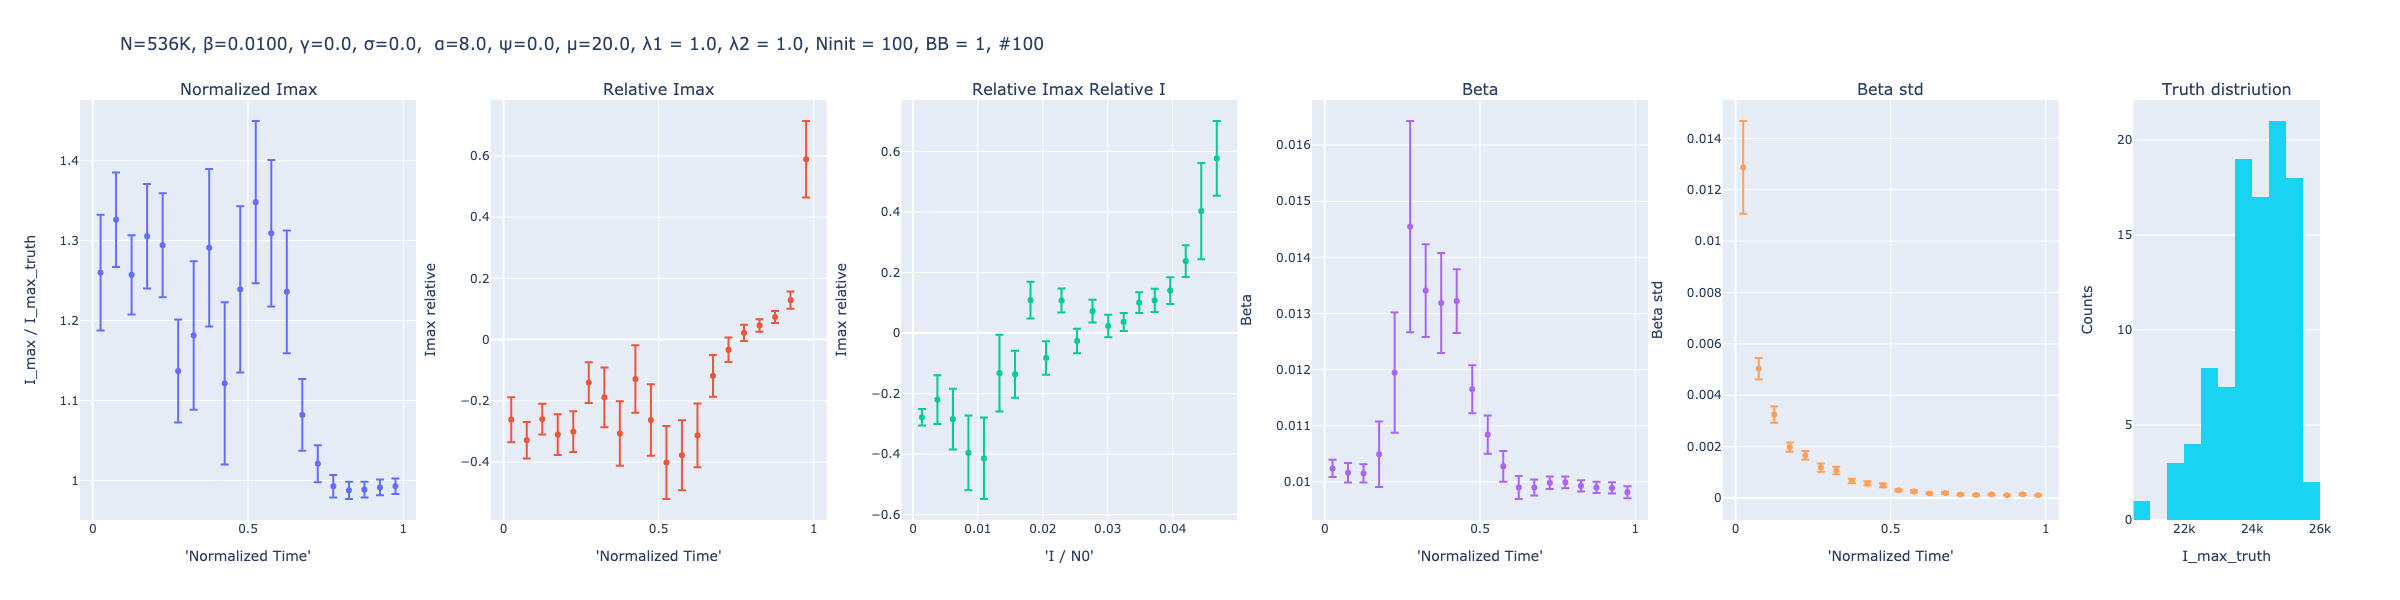 N=536K, β=0.0100, γ=0.0, σ=0.0,  α=8.0, ψ=0.0, μ=20.0, λ1 = 1.0, λ2 = 1.0, Ninit = 100, BB = 1, #100
Normalized Imax
I_max / I_max_truth
1.4
1.3
1.2
1.1
1
0
0.5
1
'Normalized Time'
Relative Imax
Imax relative
0.6
0.4
0.2
0
−0.2
−0.4
0
0.5
1
'Normalized Time'
Relative Imax Relative I
Imax relative
0.6
0.4
0.2
0
−0.2
−0.4
−0.6
0
0.01
0.02
0.03
0.04
'I / N0'
Beta
Beta
0.016
0.015
0.014
0.013
0.012
0.011
0.01
0
0.5
1
'Normalized Time'
Beta std
Beta std
0.014
0.012
0.01
0.008
0.006
0.004
0.002
0
0
0.5
1
'Normalized Time'
Truth distriution
Counts
20
15
10
5
0
22k
24k
26k
I_max_truth